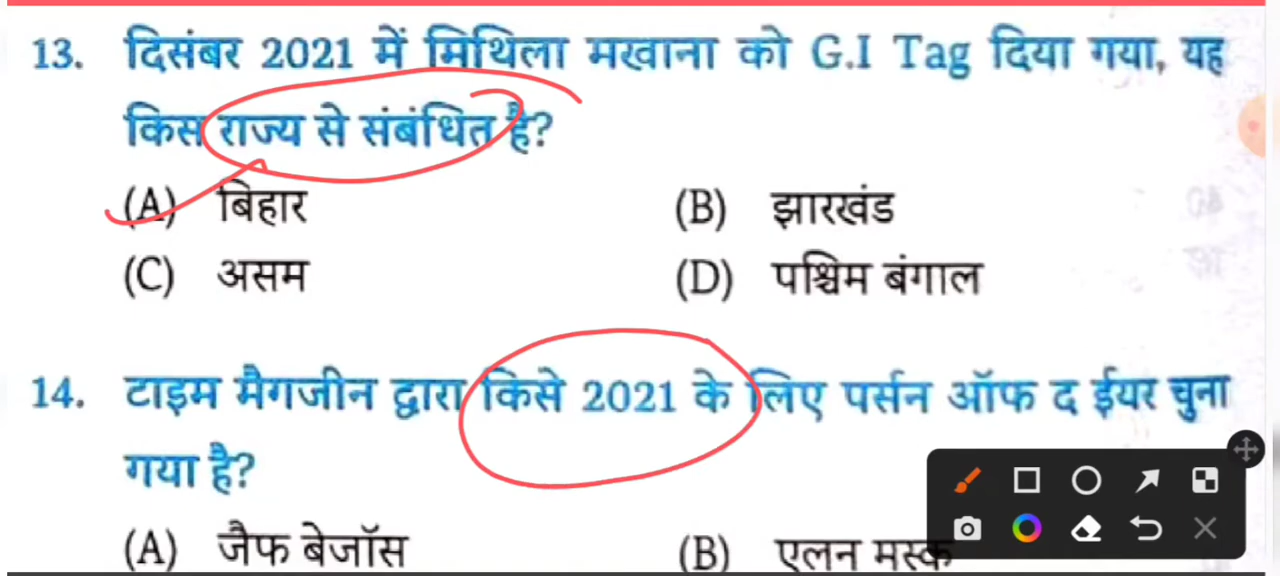 13. दिसंबर 2021 में मिथिला मखाना को G.I Tag दिया गया, यह
किस राज्य से संबंधित है?
(A) बिहार (B) झारखंड
(C) असम (D) पश्चिम बंगाल
14. टाइम मैगजीन द्वारा किसे 2021 के लिए पर्सन ऑफ द ईयर चुना
गया है?
(A) जैफ बेजॉस (B) एलन मस्क